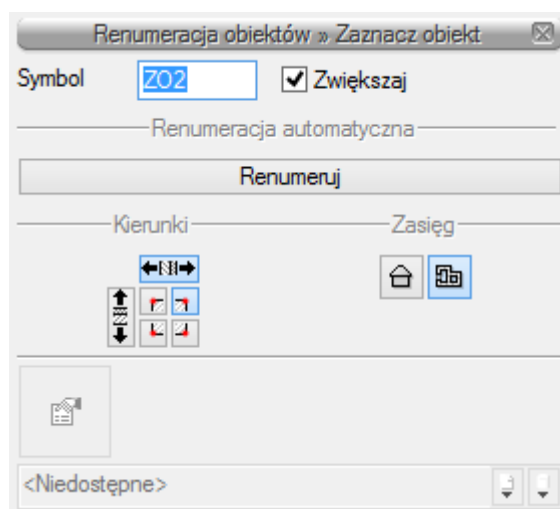 Renumeracja obiektów » Zaznacz obiekt
Symbol ZO2 Zwiększaj
Renumeracja automatyczna
Renumeruj
Kierunki Zasięg
<Niedostępne>